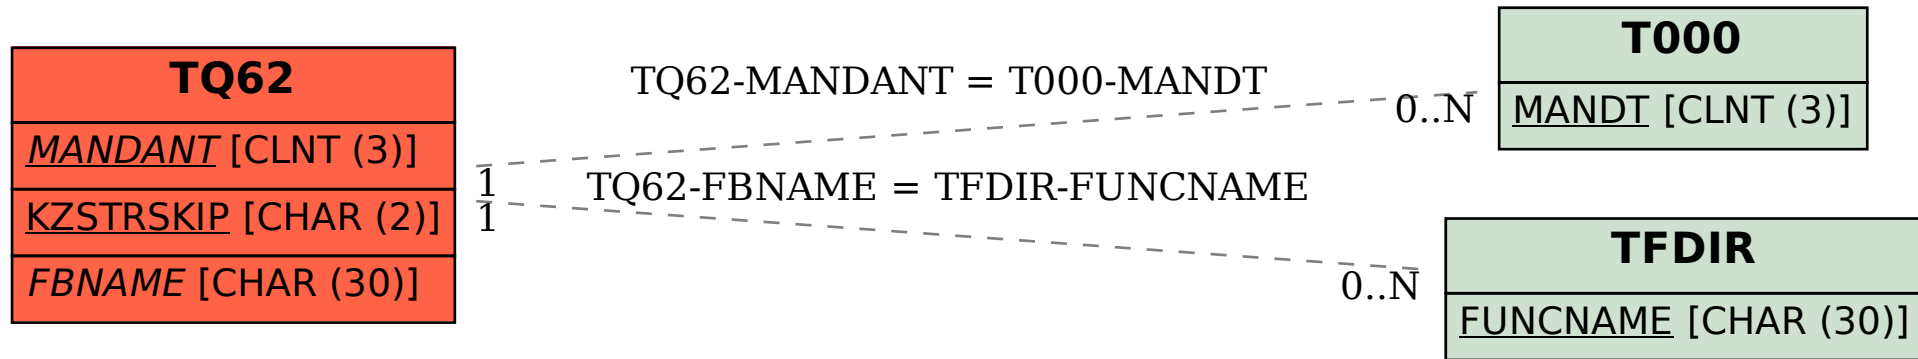 TQ62
MANDANT [CLNT (3)]
KZSTRSKIP [CHAR (2)]
FBNAME [CHAR (30)]
TQ62-MANDANT = T000-MANDT
0..N
1
TQ62-FBNAME = TFDIR-FUNCNAME
1
0..N
T000
MANDT [CLNT (3)]
TFDIR
FUNCNAME [CHAR (30)]